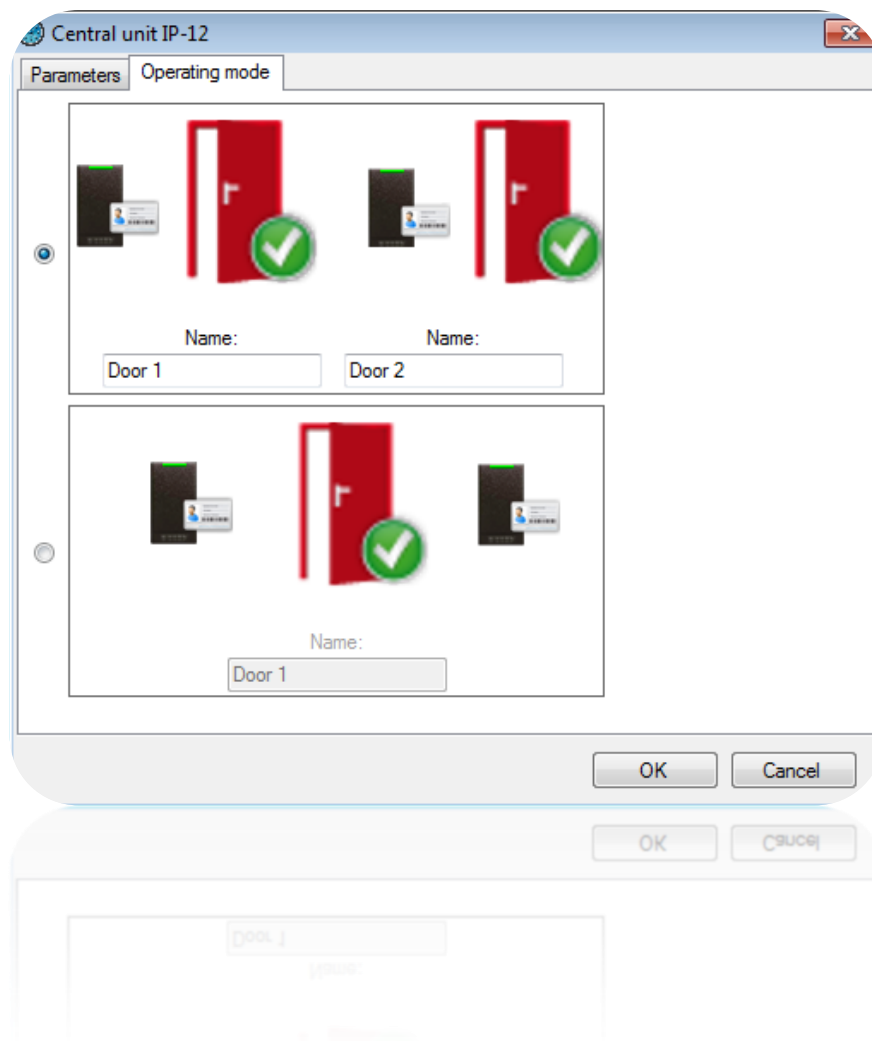 Central unit IP-12
Parameters Operating mode
Name: Name:
Door 1 Door 2
Name:
Door 1
OK Cancel